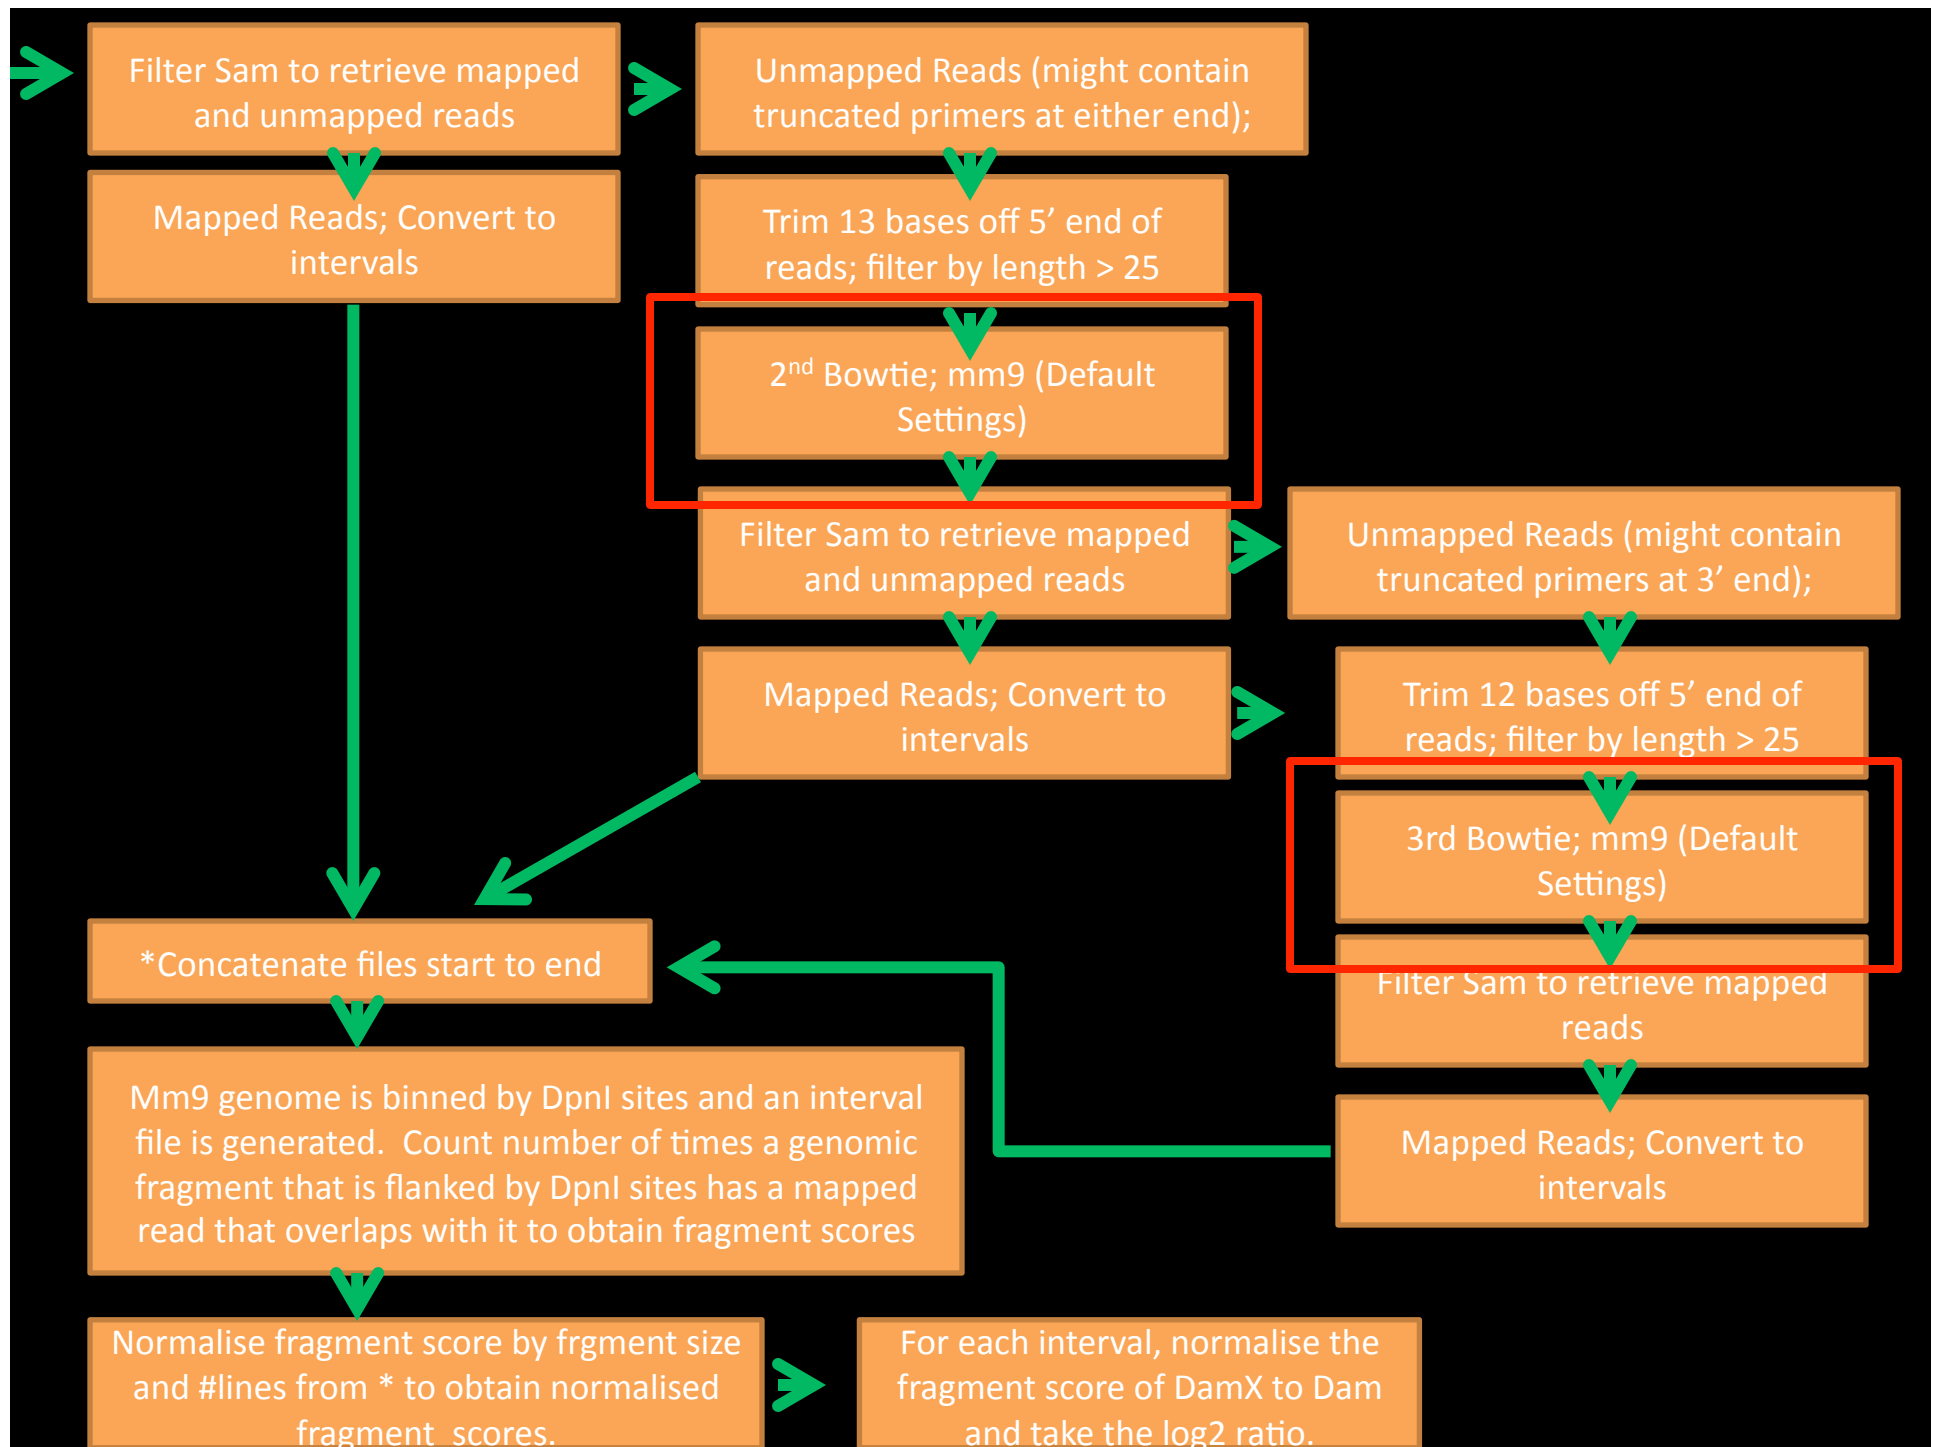 Filter Sam to retrieve mapped
and unmapped reads
Unmapped Reads (might contain
truncated primers at either end);
Mapped Reads; Convert to
intervals
Trim 13 bases off 5’ end of
reads; filter by length > 25
2nd Bowtie; mm9 (Default
Settings)
Filter Sam to retrieve mapped
and unmapped reads
Unmapped Reads (might contain
truncated primers at 3’ end);
Mapped Reads; Convert to
intervals
Trim 12 bases off 5’ end of
reads; filter by length > 25
3rd Bowtie; mm9 (Default
Settings)
*Concatenate files start to end
Filter Sam to retrieve mapped
reads
Mm9 genome is binned by DpnI sites and an interval
file is generated.  Count number of times a genomic
fragment that is flanked by DpnI sites has a mapped
read that overlaps with it to obtain fragment scores
Mapped Reads; Convert to
intervals
Normalise fragment score by frgment size
and #lines from * to obtain normalised
fragment  scores.
For each interval, normalise the
fragment score of DamX to Dam
and take the log2 ratio.